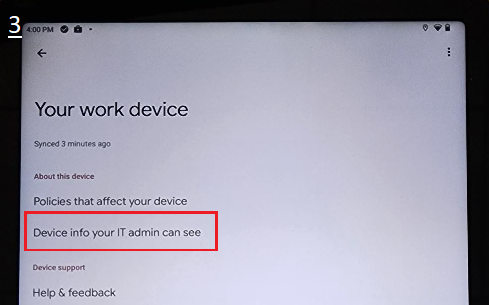 3
4:00 PM
Your work device
Synced 3 minutes ago
About this device
Policies that affect your device
Device info your IT admin can see
Device support
Help & feedback